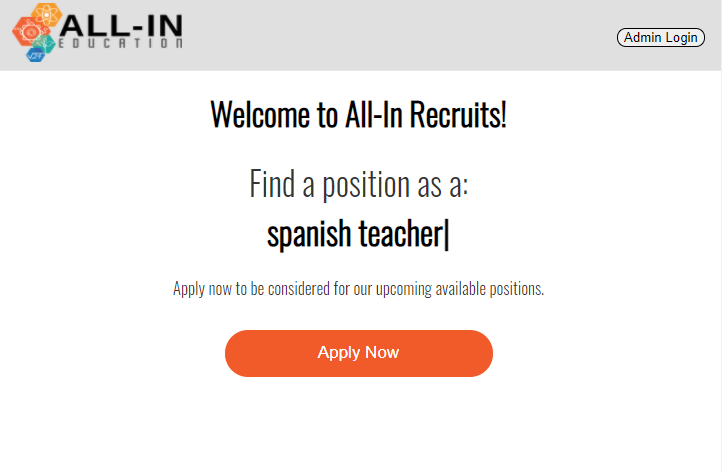 ALL-IN
EDUCATION
Admin Login
Welcome to All-In Recruits!
Find a position as a:
spanish teacher|
Apply now to be considered for our upcoming available positions.
Apply Now